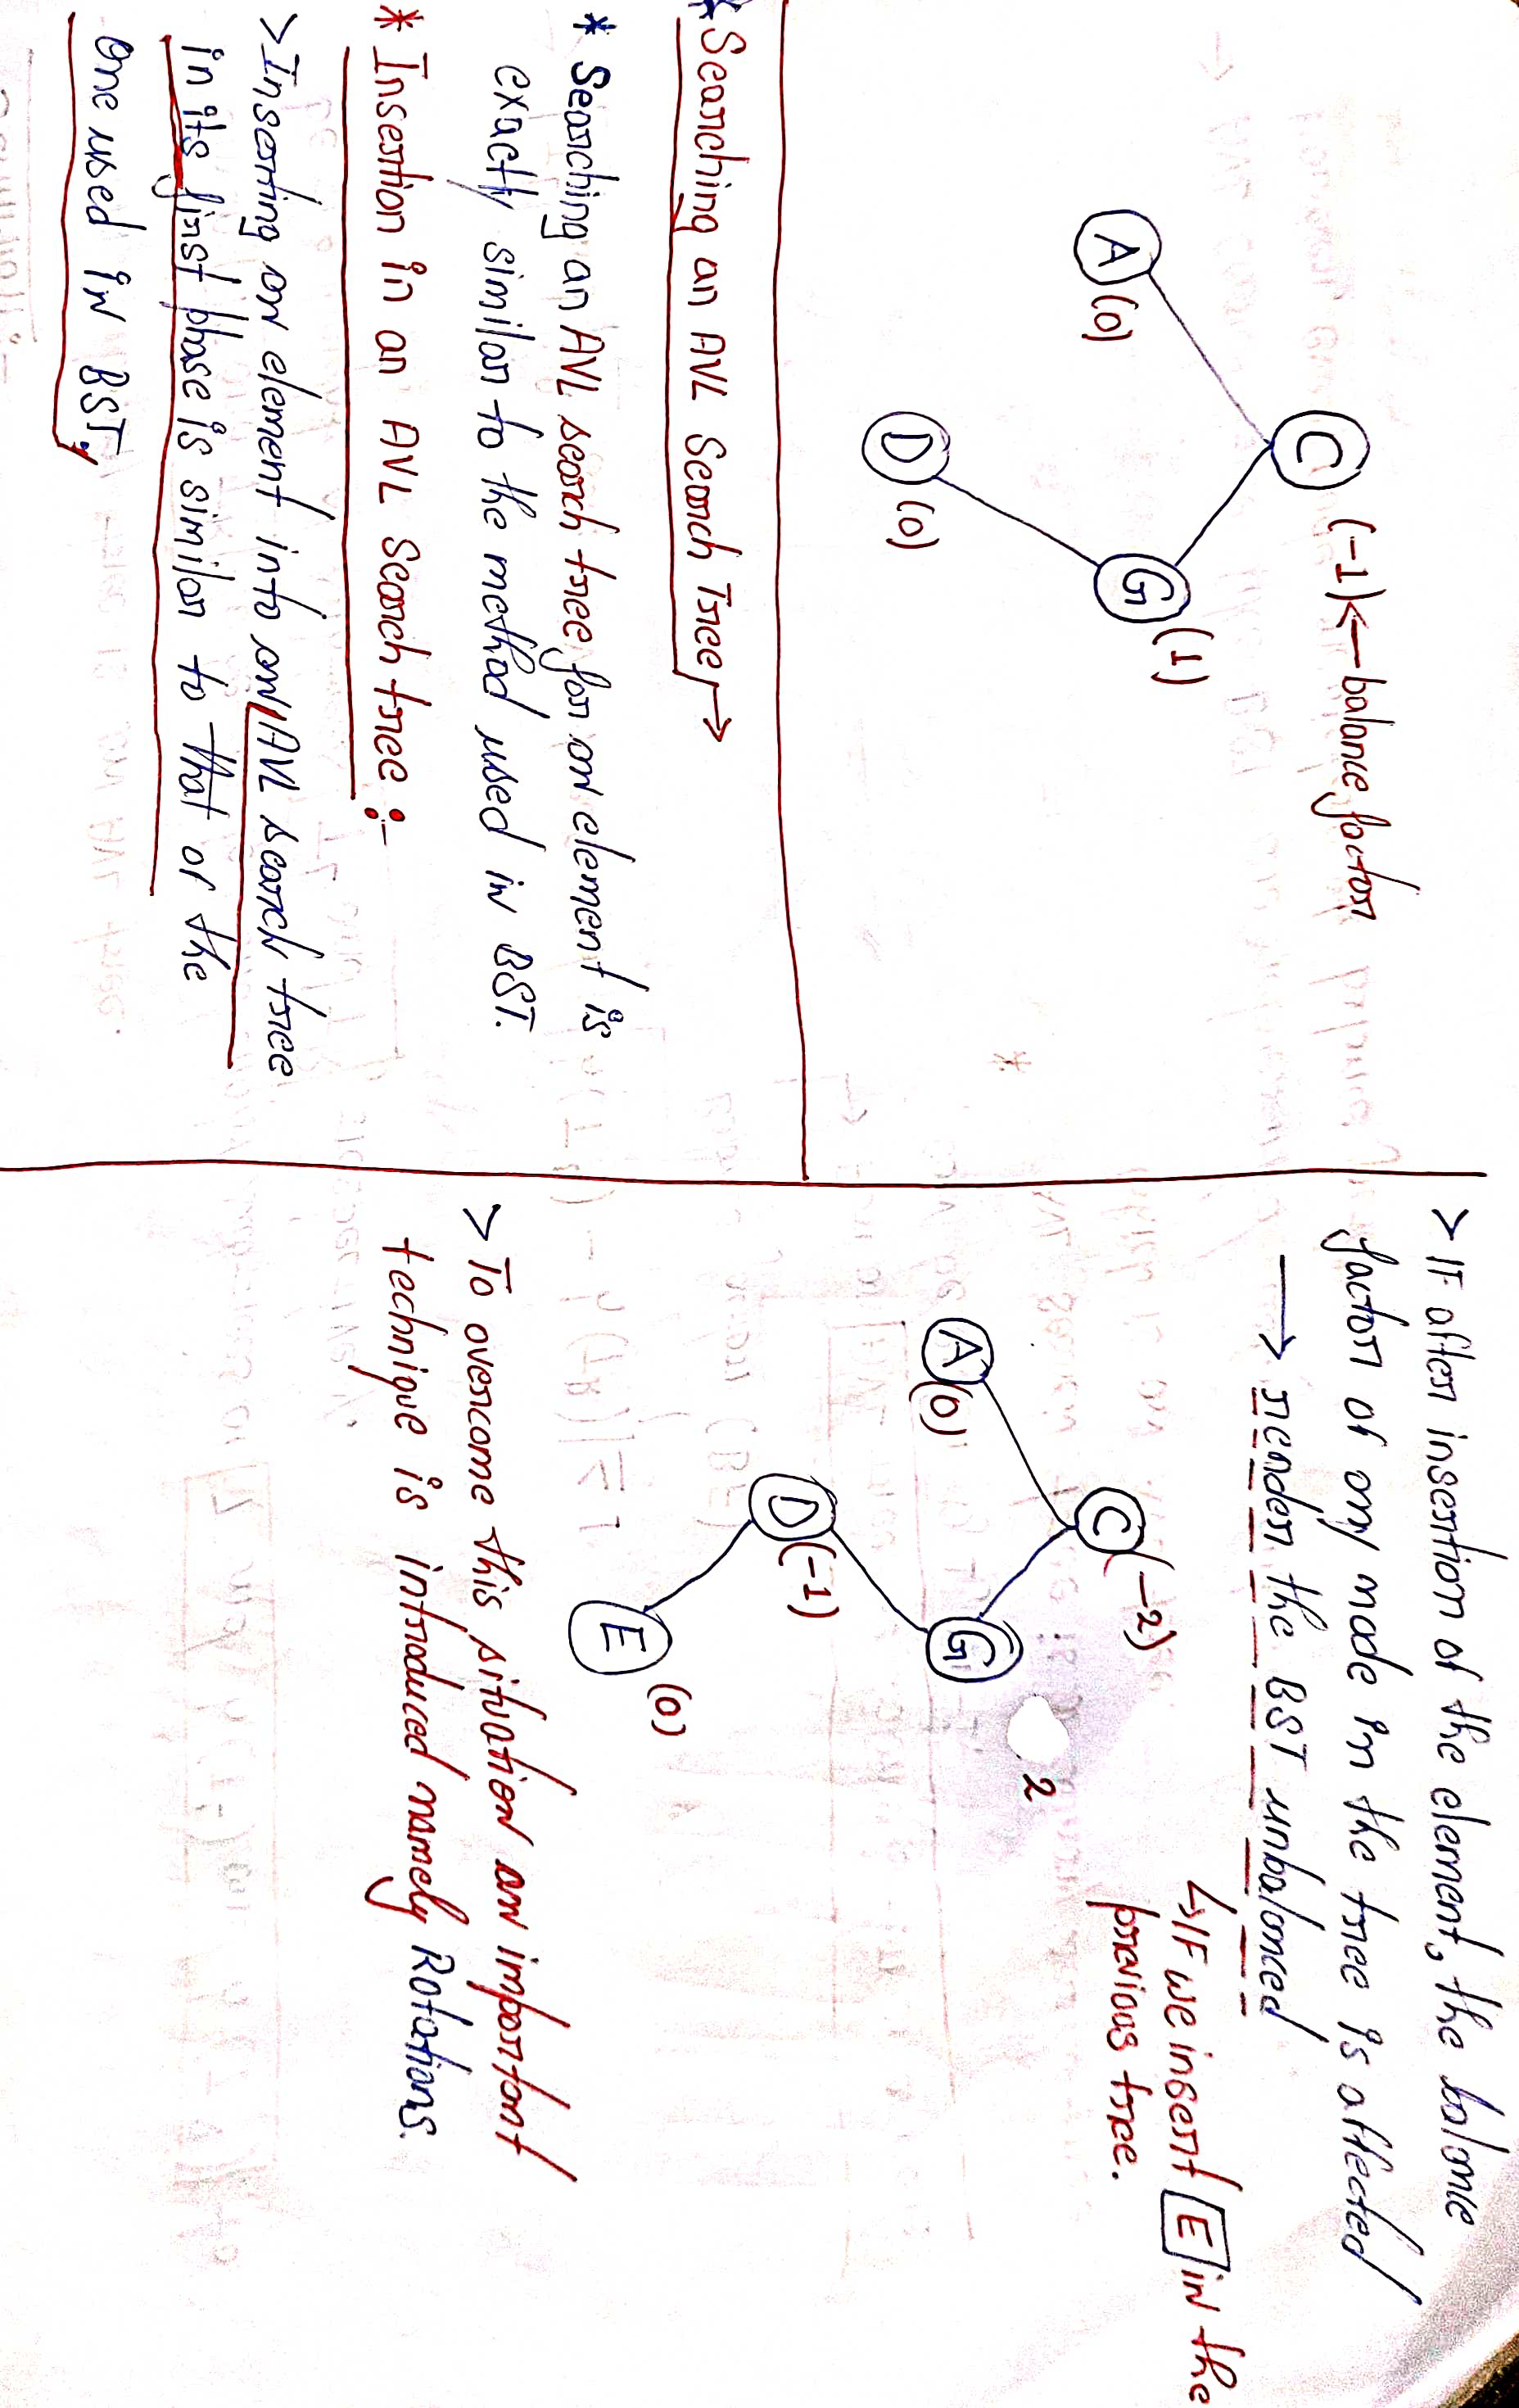 C (-1) ← balance factor
A (0)
G (1)
D (0)
* Searching an AVL Search Tree →
* Searching an AVL search tree for an element is
exactly similar to the method used in BST.
* Insertion in an AVL Search tree :-
> Inserting an element into an AVL search tree
in its first phase is similar to that of the
one used in BST,
> IF after insertion of the element, the balance
factor of any node in the tree is affected
→ render the BST unbalanced
↳ IF we insert E in the
previous tree.
C (-2)
A (0)
G 2
D (-1)
E (0)
> To overcome this situation an important
technique is introduced namely Rotations.